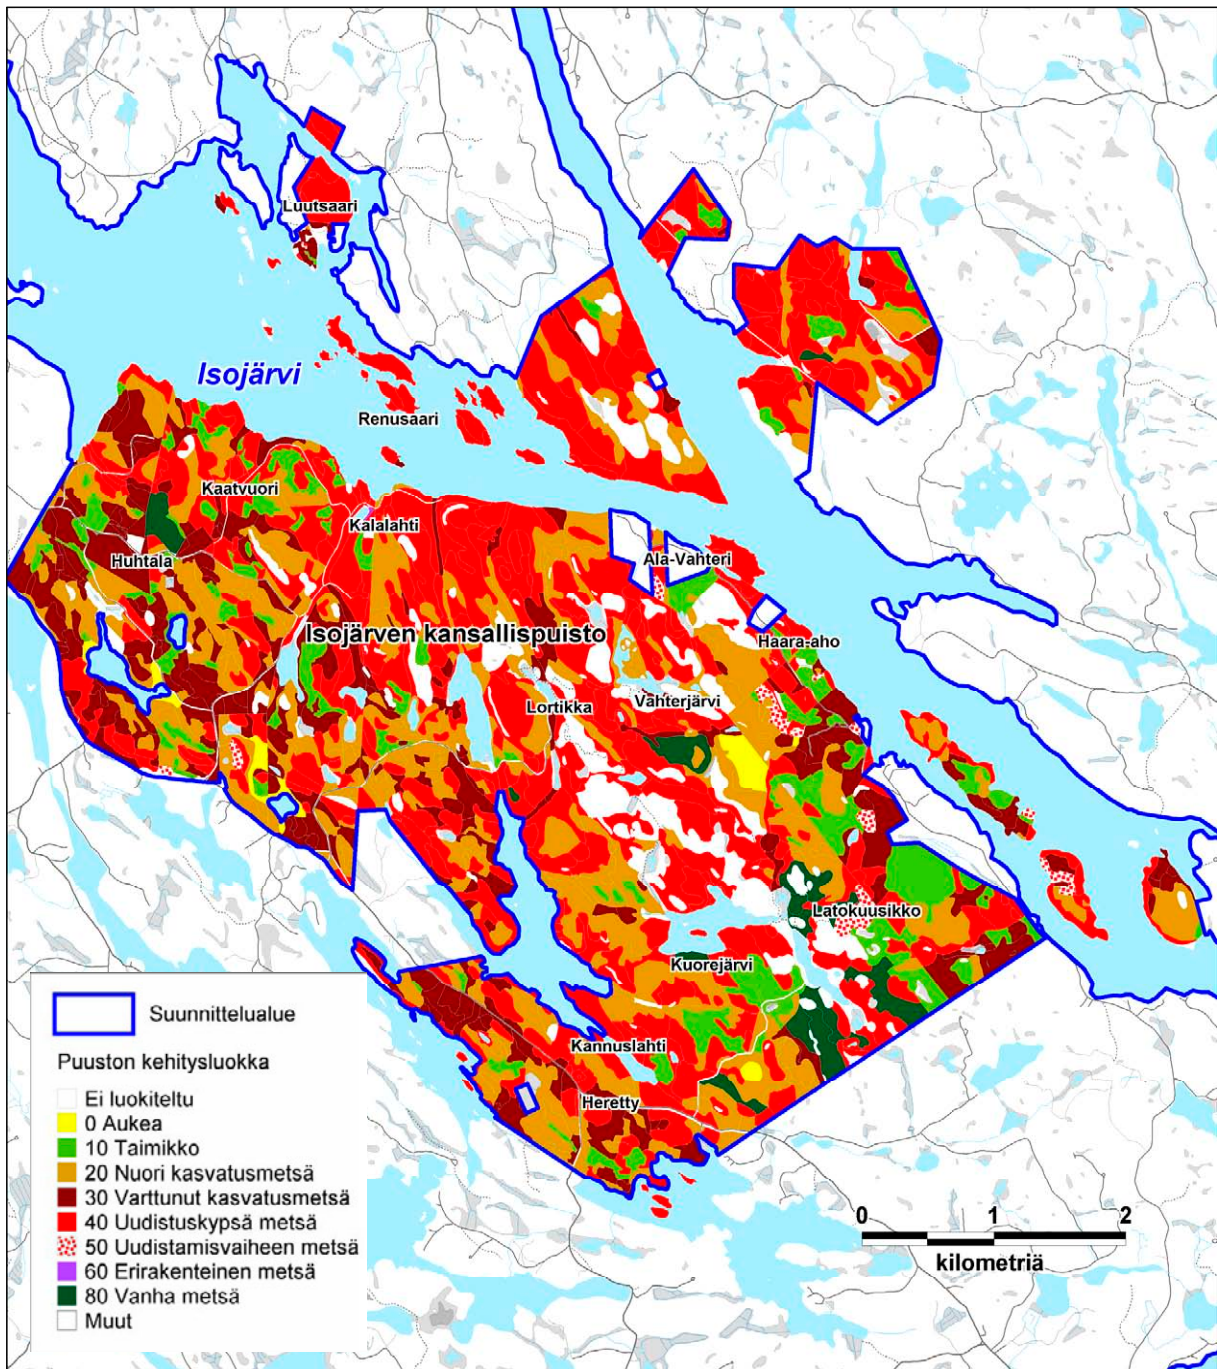 Luutsaari
Isojärvi
Renusaari
Kaatvuori
Kalalahti
Huhtala
Ala-Vahteri
Isojärven kansallispuisto
Haara-aho
Lortikka
Vahterjärvi
Latokuusikko
Kuorejärvi
Kannuslahti
Heretty
Suunnittelualue
Puuston kehitysluokka
Ei luokiteltu
0 Aukea
10 Taimikko
20 Nuori kasvatusmetsä
30 Varttunut kasvatusmetsä
40 Uudistuskypsä metsä
50 Uudistamisvaiheen metsä
60 Erirakenteinen metsä
80 Vanha metsä
Muut
0 1 2
kilometriä